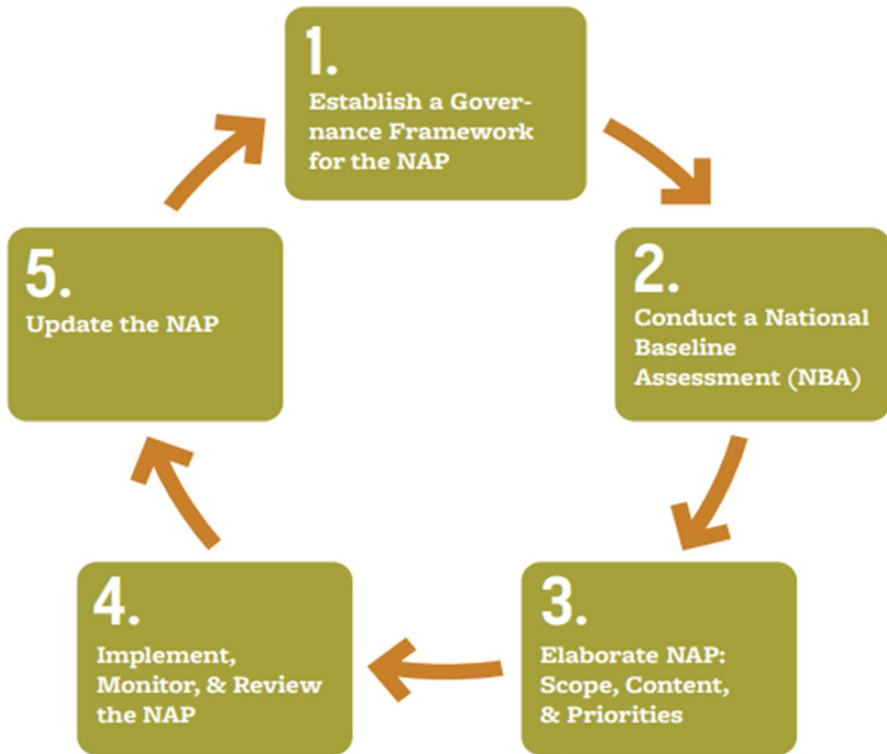 1.
Establish a Gover-
nance Framework
for the NAP
2.
Conduct a National
Baseline
Assessment (NBA)
3.
Elaborate NAP:
Scope, Content,
& Priorities
4.
Implement,
Monitor, & Review
the NAP
5.
Update the NAP